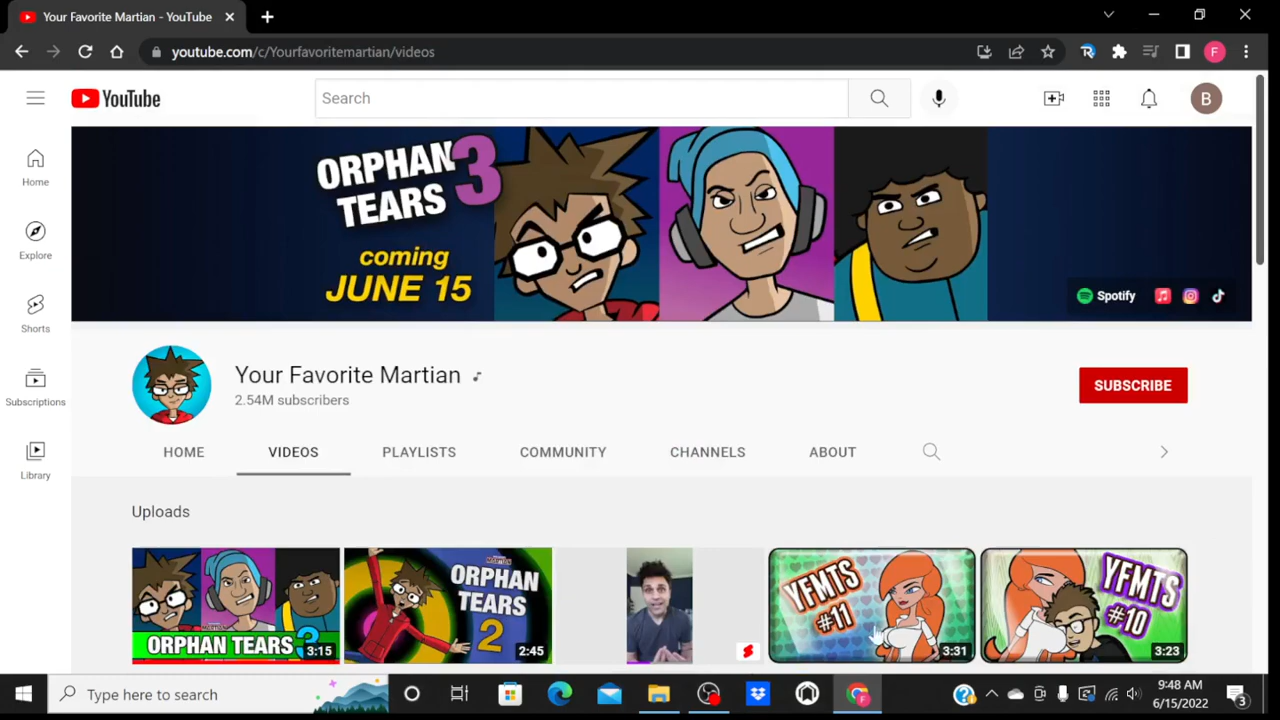 Your Favorite Martian - YouTube
youtube.com/c/Yourfavoritemartian/videos
F
YouTube
Search
B
Home
Explore
Shorts
Subscriptions
Library
ORPHAN
TEARS 3
coming
JUNE 15
Spotify
Your Favorite Martian
2.54M subscribers
SUBSCRIBE
HOME
VIDEOS
PLAYLISTS
COMMUNITY
CHANNELS
ABOUT
Uploads
ORPHAN TEARS 3
3:15
ORPHAN
TEARS
2
2:45
YFMTS
#11
3:31
YFMTS
#10
3:23
Type here to search
9:48 AM
6/15/2022
3